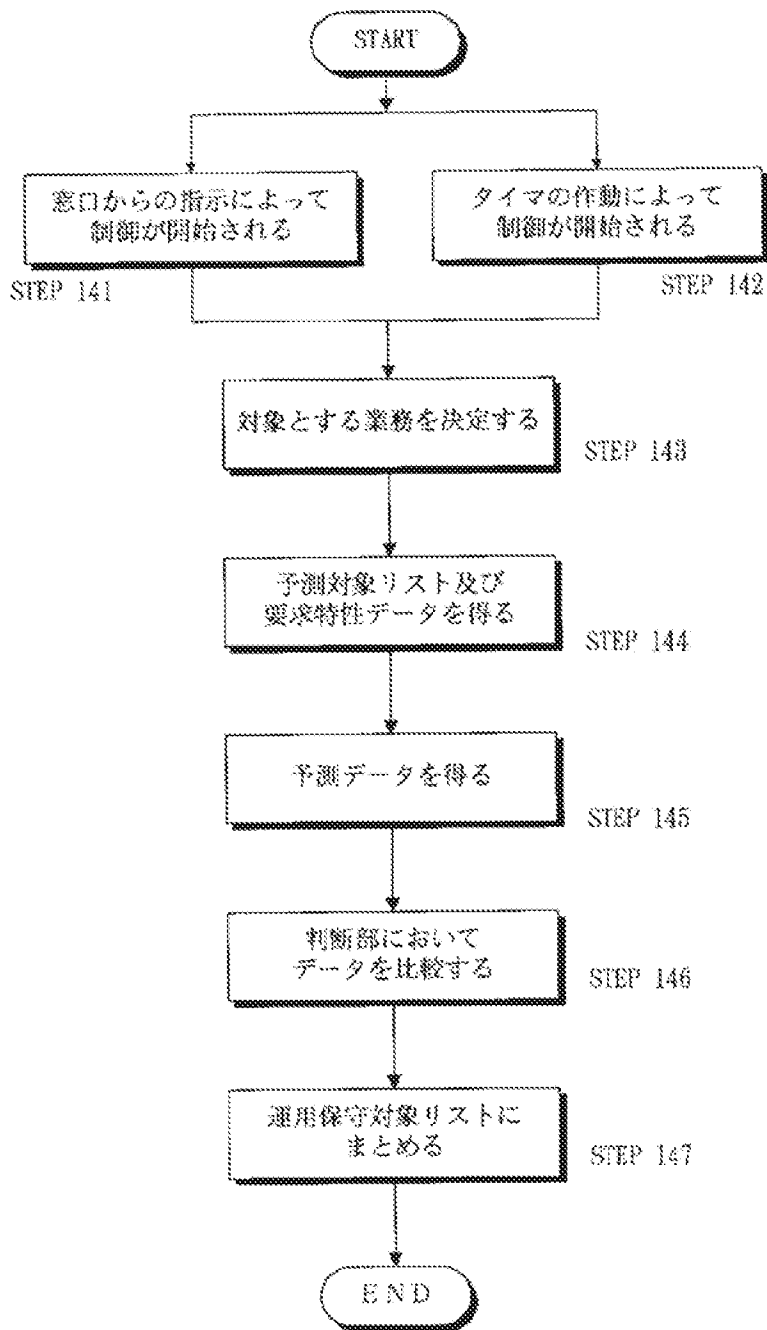 START
窓口からの指示によって
制御が開始される
STEP 141
タイマの作動によって
制御が開始される
STEP 142
対象とする業務を決定する
STEP 143
予測対象リスト及び
要求特性データを得る
STEP 144
予測データを得る
STEP 145
判断部において
データを比較する
STEP 146
運用保守対象リストに
まとめる
STEP 147
END